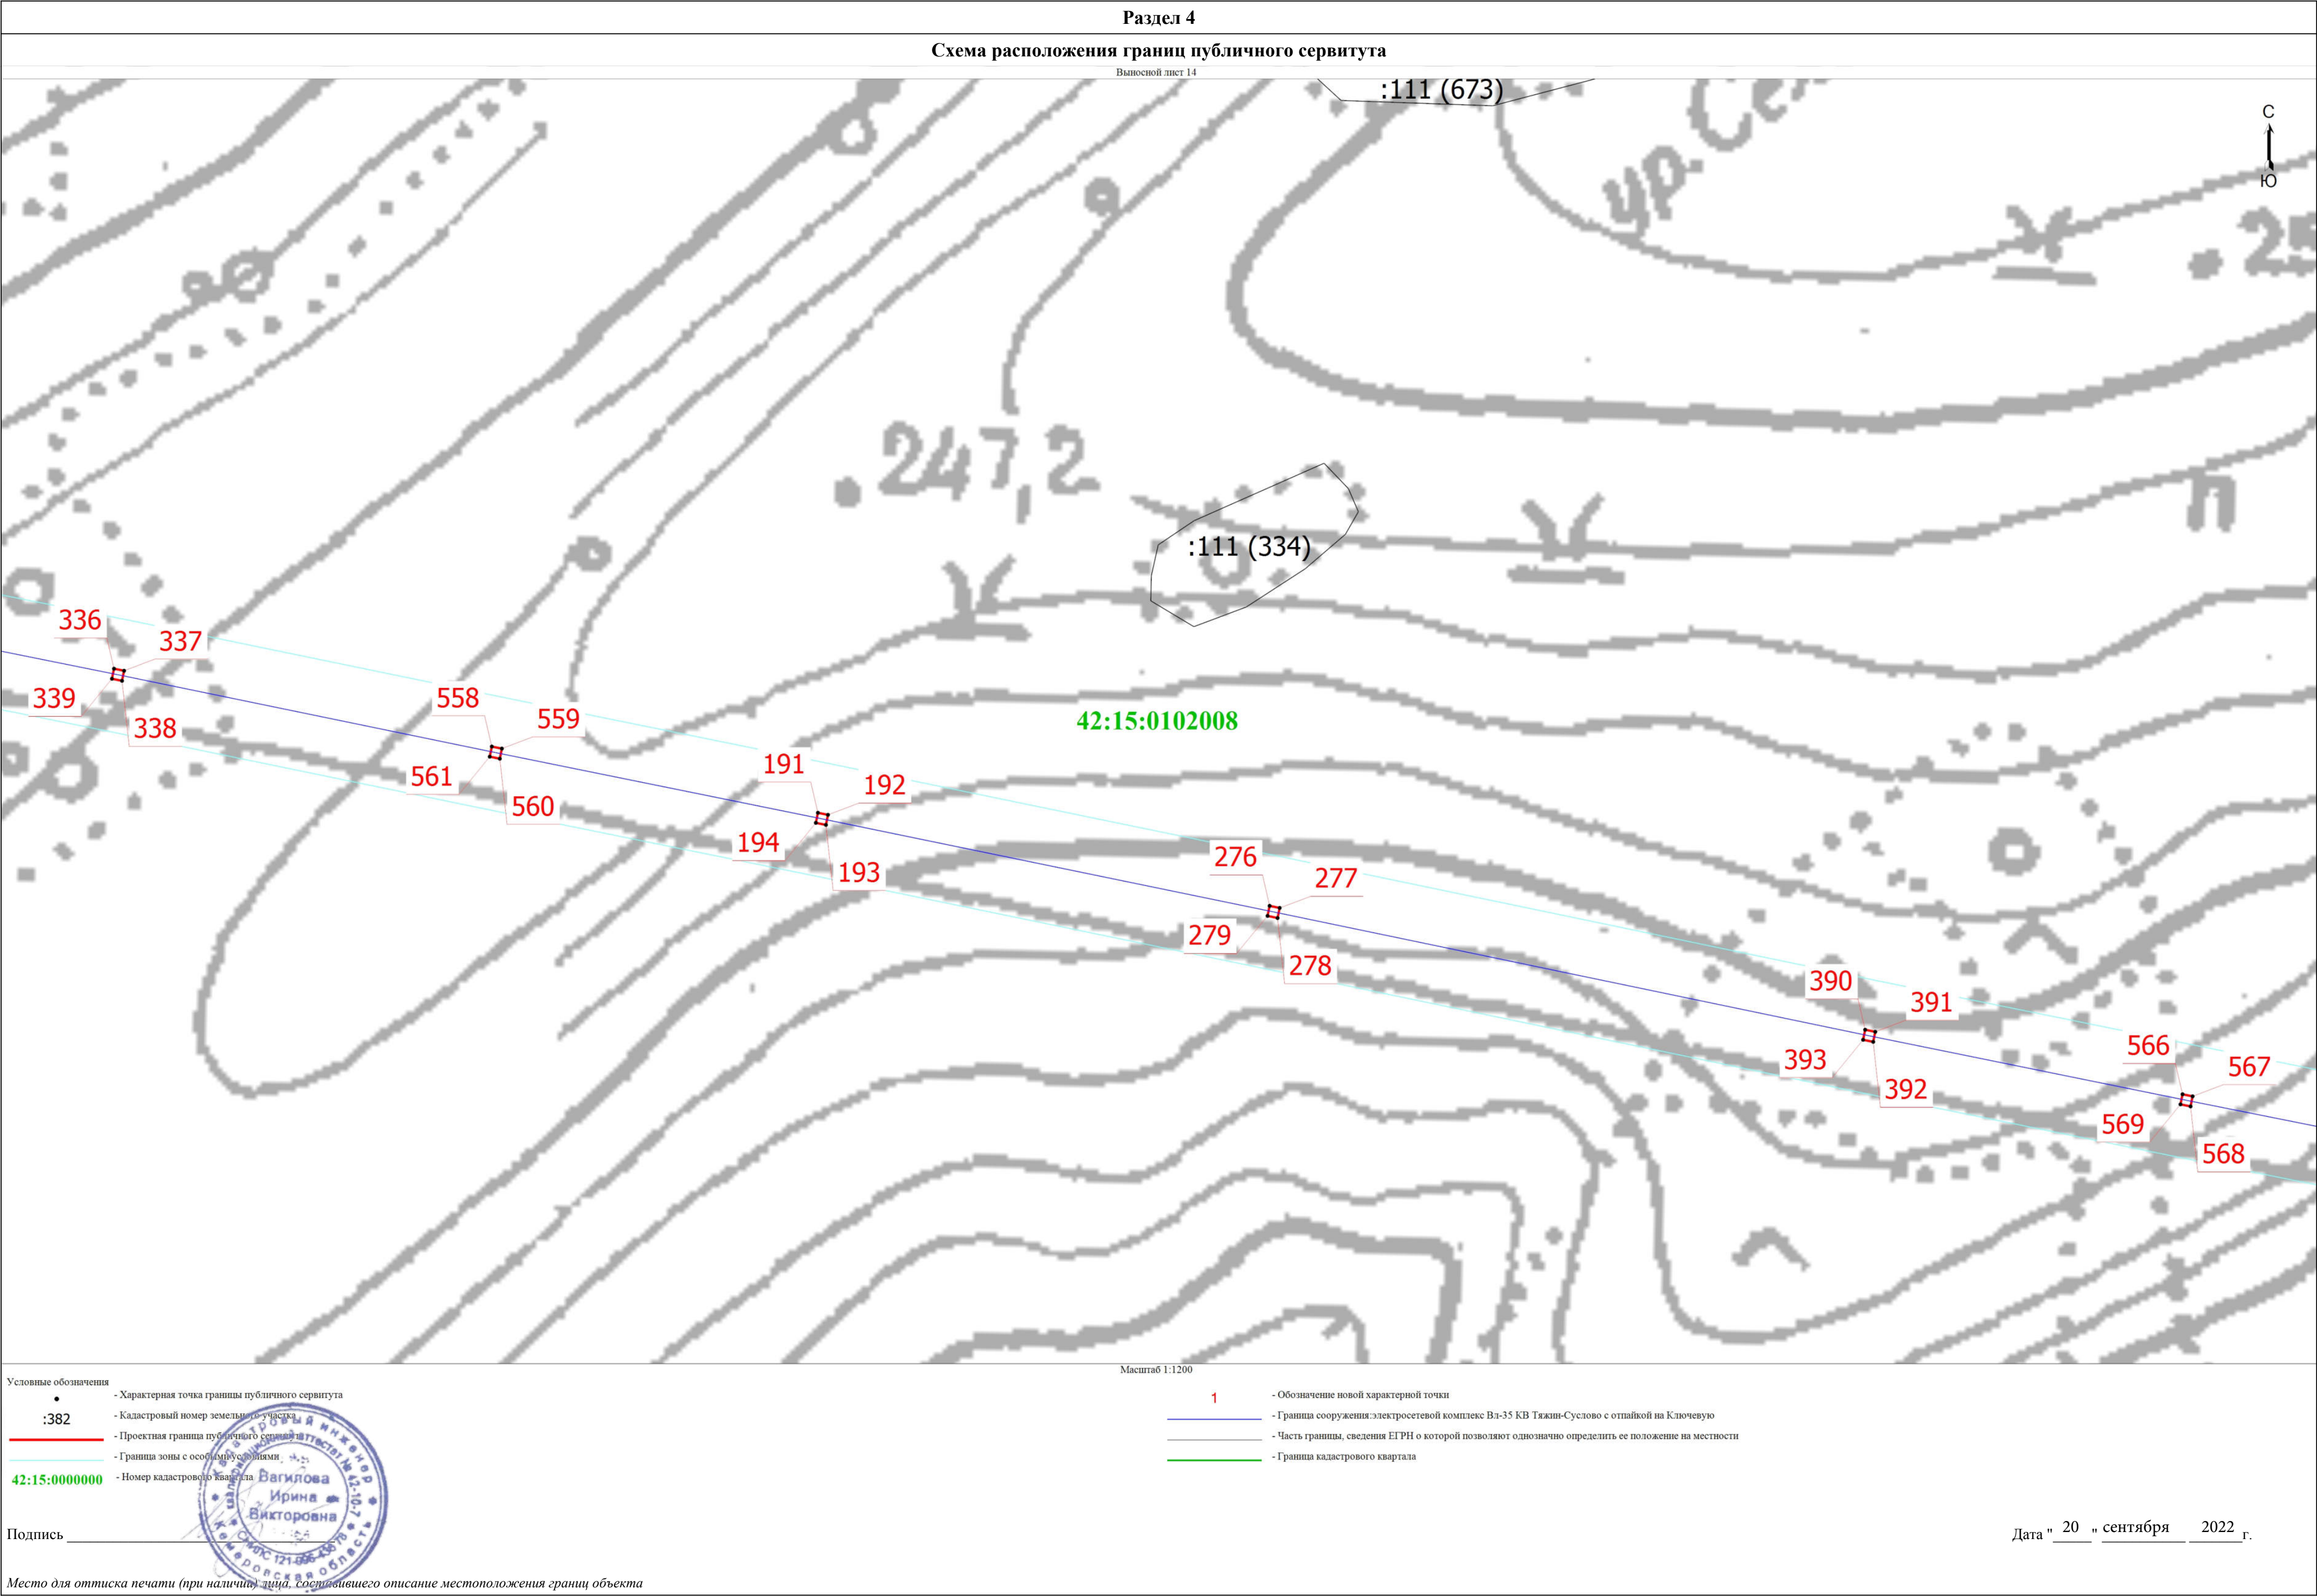 Раздел 4
Схема расположения границ публичного сервитута
Выносной лист 14
:111 (673)
С
Ю
ур.
. 25
. 247,2
п
:111 (334)
336
337
339
338
558
559
42:15:0102008
561
560
191
192
194
193
276
277
279
278
390
391
393
392
566
567
569
568
Масштаб 1:1200
Условные обозначения
- Характерная точка границы публичного сервитута
:382 - Кадастровый номер земельного участка
- Проектная граница публичного сервитута
- Граница зоны с особыми условиями
42:15:0000000 - Номер кадастрового квартала
1 - Обозначение новой характерной точки
- Граница сооружения:электросетевой комплекс Вл-35 КВ Тяжин-Суслово с отпайкой на Ключевую
- Часть границы, сведения ЕГРН о которой позволяют однозначно определить ее положение на местности
- Граница кадастрового квартала
Кадастровый инженер
Кемеровская область
Вагилова
Ирина
Викторовна
Подпись
Дата " 20 " сентября 2022 г.
Место для оттиска печати (при наличии) лица, составившего описание местоположения границ объекта